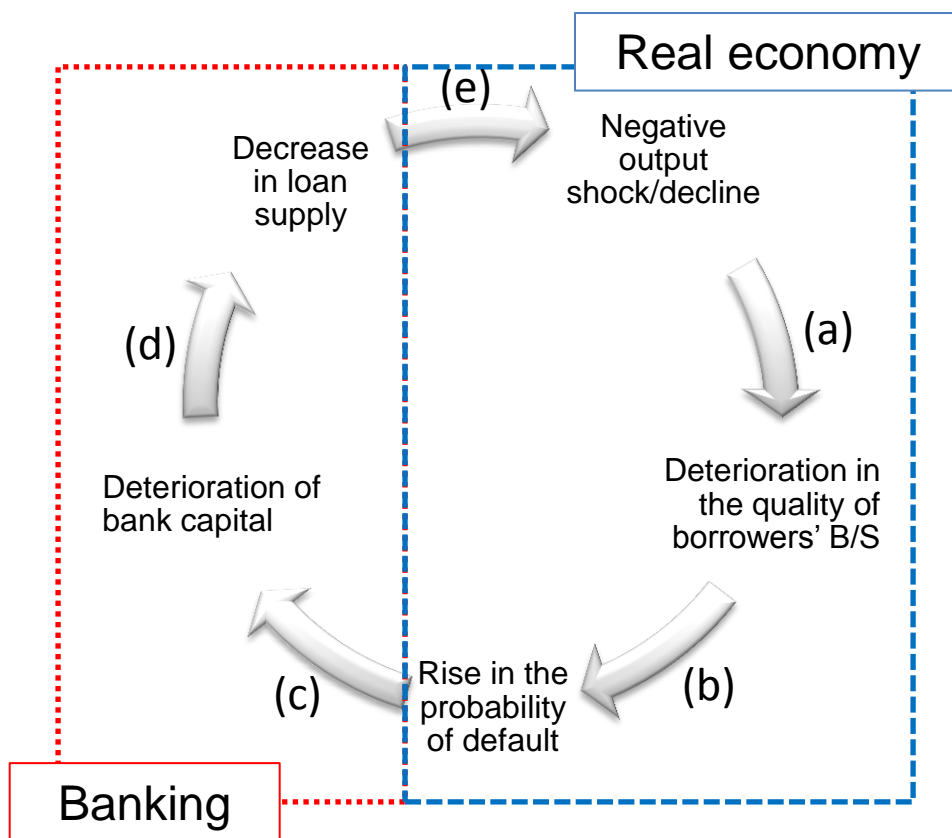 Real economy
(e)
Negative
output
shock/decline
Decrease
in loan
supply
(a)
(d)
Deterioration in
the quality of
borrowers’ B/S
Deterioration of
bank capital
(b)
(c)
Rise in the
probability
of default
Banking